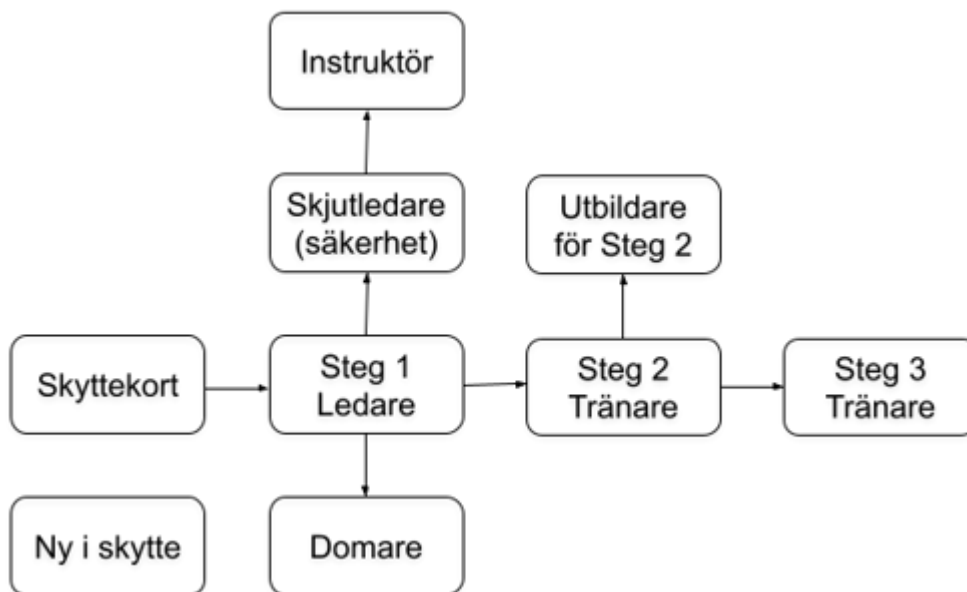 Instruktör
Skjutledare
(säkerhet)
Utbildare
för Steg 2
Skyttekort
Steg 1
Ledare
Steg 2
Tränare
Steg 3
Tränare
Ny i skytte
Domare